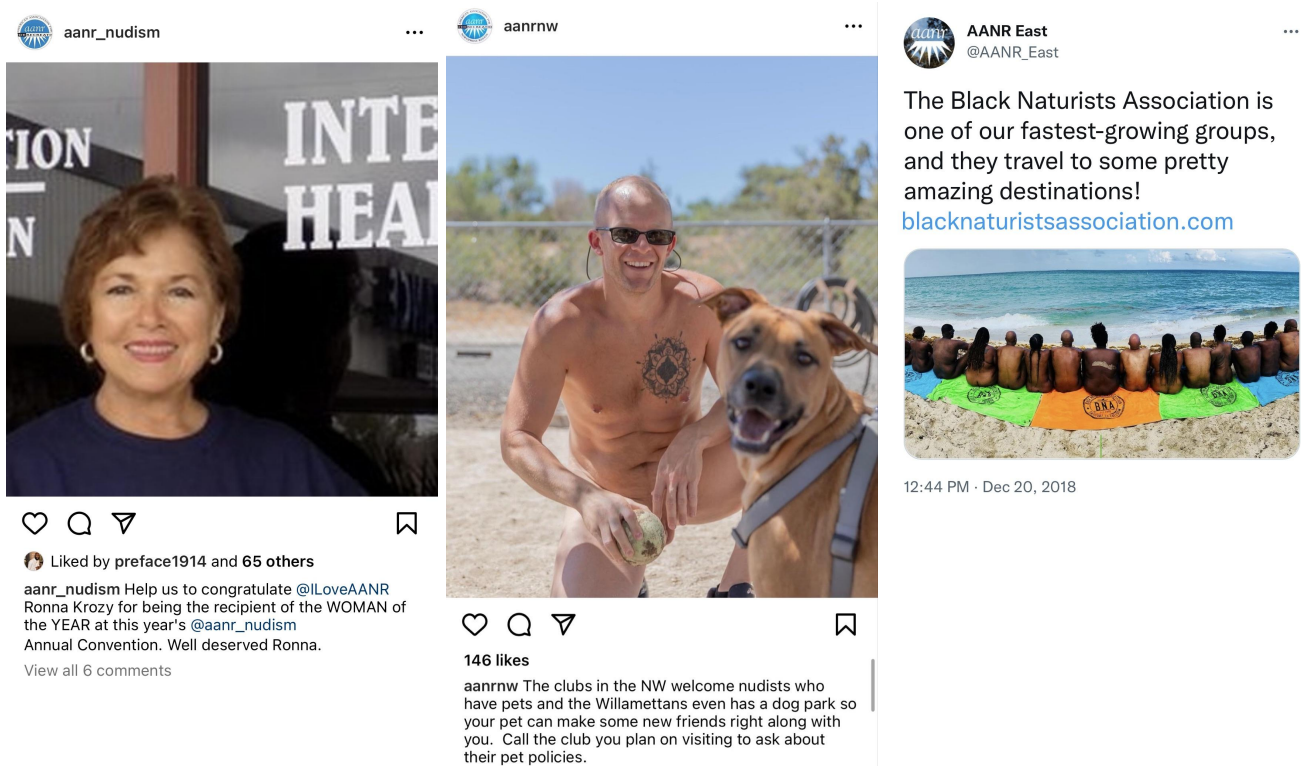 aanr
aanr_nudism
TION
N
INTE
HEAL
Liked by preface1914 and 65 others
aanr_nudism Help us to congratulate @ILoveAANR
Ronna Krozy for being the recipient of the WOMAN of
the YEAR at this year's @aanr_nudism
Annual Convention. Well deserved Ronna.
View all 6 comments
aanr
aanrnw
146 likes
aanrnw The clubs in the NW welcome nudists who
have pets and the Willamettans even has a dog park so
your pet can make some new friends right along with
you. Call the club you plan on visiting to ask about
their pet policies.
aanr
AANR East
@AANR_East
The Black Naturists Association is
one of our fastest-growing groups,
and they travel to some pretty
amazing destinations!
blacknaturistsassociation.com
BNA
12:44 PM · Dec 20, 2018